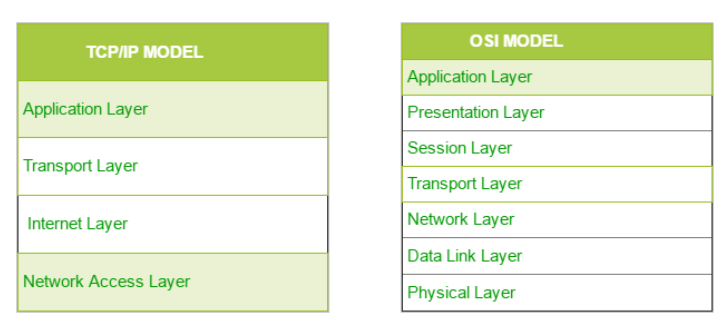 TCP/IP MODEL
Application Layer
Transport Layer
Internet Layer
Network Access Layer
OSI MODEL
Application Layer
Presentation Layer
Session Layer
Transport Layer
Network Layer
Data Link Layer
Physical Layer